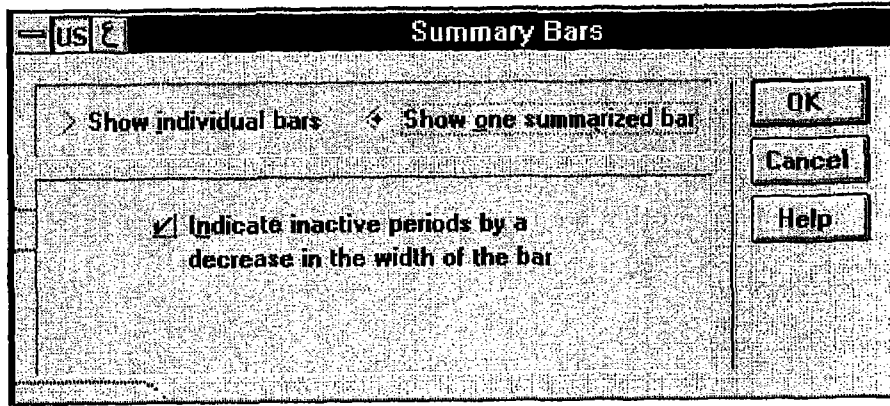 US ع Summary Bars
Show individual bars Show one summarized bar
OK
Cancel
Indicate inactive periods by a
decrease in the width of the bar
Help